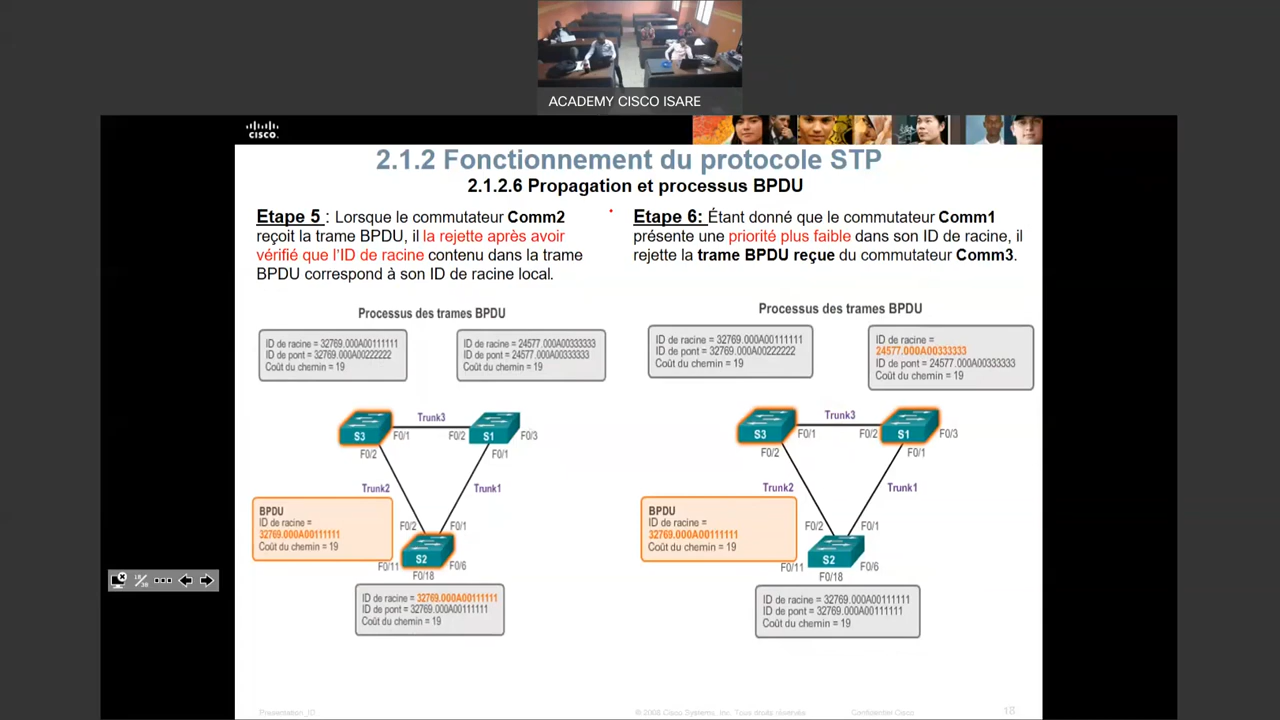 ACADEMY CISCO ISARE
CISCO
2.1.2 Fonctionnement du protocole STP
2.1.2.6 Propagation et processus BPDU
Etape 5 : Lorsque le commutateur Comm2
reçoit la trame BPDU, il la rejette après avoir
vérifié que l'ID de racine contenu dans la trame
BPDU correspond à son ID de racine local.
Etape 6: Étant donné que le commutateur Comm1
présente une priorité plus faible dans son ID de racine, il
rejette la trame BPDU reçue du commutateur Comm3.
Processus des trames BPDU
ID de racine = 32769.000A00111111
ID de pont = 32769.000A00222222
Coût du chemin = 19
ID de racine = 24577.000A00333333
ID de pont = 24577.000A00333333
Coût du chemin = 19
Trunk3
S3
F0/1
F0/2
S1
F0/3
F0/2
F0/1
Trunk2
Trunk1
BPDU
ID de racine =
32769.000A00111111
Coût du chemin = 19
F0/2
F0/1
S2
F0/11
F0/6
F0/18
ID de racine = 32769.000A00111111
ID de pont = 32769.000A00111111
Coût du chemin = 19
Processus des trames BPDU
ID de racine = 32769.000A00111111
ID de pont = 32769.000A00222222
Coût du chemin = 19
ID de racine =
24577.000A00333333
ID de pont = 24577.000A00333333
Coût du chemin = 19
Trunk3
S3
F0/1
F0/2
S1
F0/3
F0/2
F0/1
Trunk2
Trunk1
BPDU
ID de racine =
32769.000A00111111
Coût du chemin = 19
F0/2
F0/1
S2
F0/11
F0/6
F0/18
ID de racine = 32769.000A00111111
ID de pont = 32769.000A00111111
Coût du chemin = 19
Presentation_ID
© 2008 Cisco Systems, Inc. Tous droits réservés
Confidentiel Cisco
18